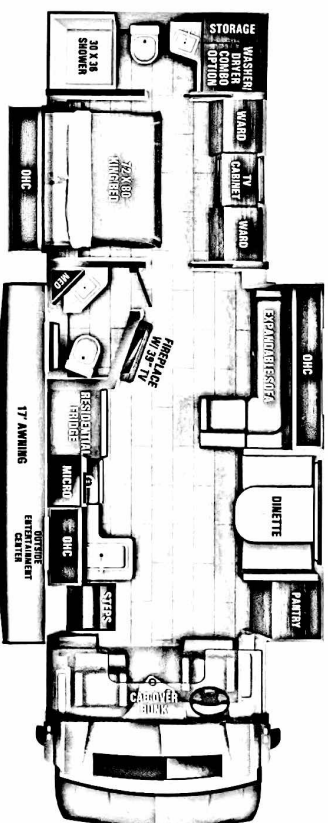 30 X 36
SHOWER
STORAGE
WASHER/
DRYER
COMBO
OPTION
WARD
TV
CABINET
WARD
OHC
72 X 80
KING BED
MED
FIREPLACE
W/ 39" TV
EXPANDABLE SOFA
OHC
RESIDENTIAL
FRIDGE
DINETTE
17' AWNING
MICRO
OHC
OUTSIDE
ENTERTAINMENT
CENTER
STEPS
PANTRY
CABOVER
BUNK